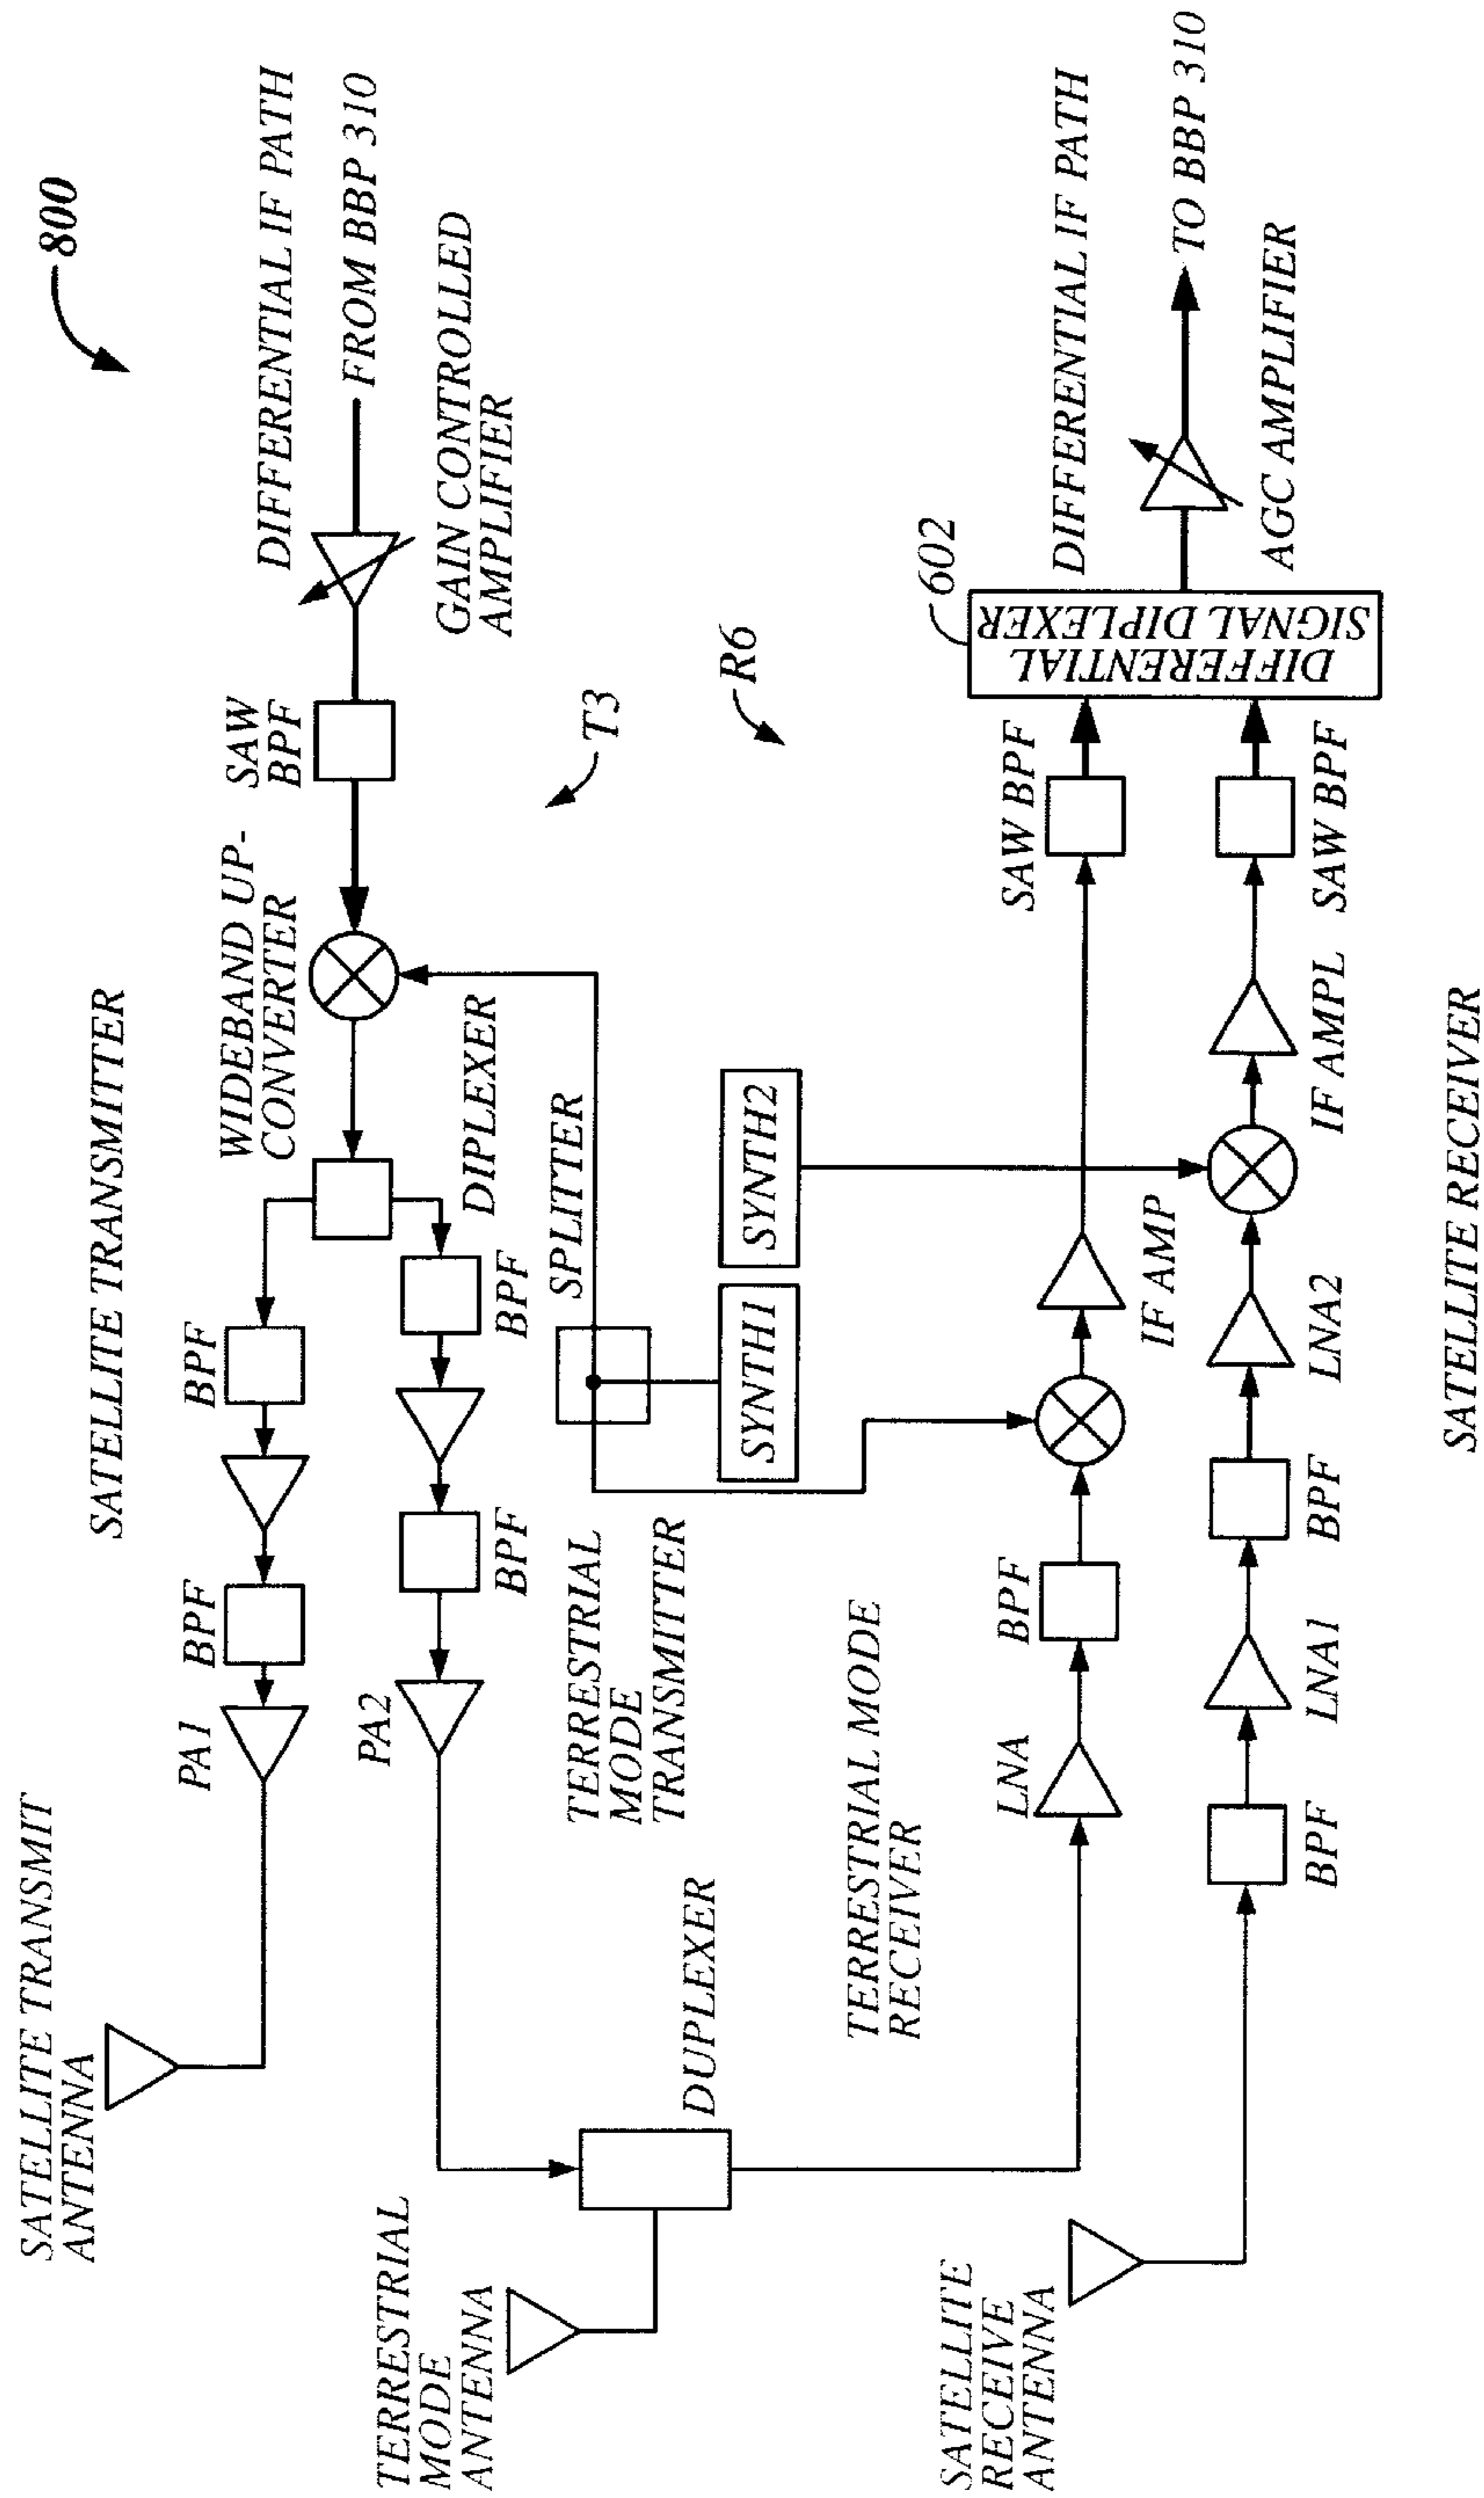 800
SATELLITE TRANSMIT
ANTENNA
SATELLITE TRANSMITTER
PA1
BPF
BPF
WIDEBAND UP-
CONVERTER
SAW
BPF
DIFFERENTIAL IF PATH
FROM BBP 310
GAIN CONTROLLED
AMPLIFIER
PA2
BPF
BPF
DIPLEXER
TERRESTRIAL
MODE
ANTENNA
TERRESTRIAL
MODE
TRANSMITTER
SPLITTER
T3
DUPLEXER
SYNTH1
SYNTH2
R6
TERRESTRIAL MODE
RECEIVER
LNA
BPF
IF AMP
SAW BPF
602
DIFFERENTIAL
SIGNAL DIPLEXER
DIFFERENTIAL IF PATH
TO BBP 310
AGC AMPLIFIER
SATELLITE
RECEIVE
ANTENNA
BPF
LNA1
BPF
LNA2
IF AMPL
SAW BPF
SATELLITE RECEIVER